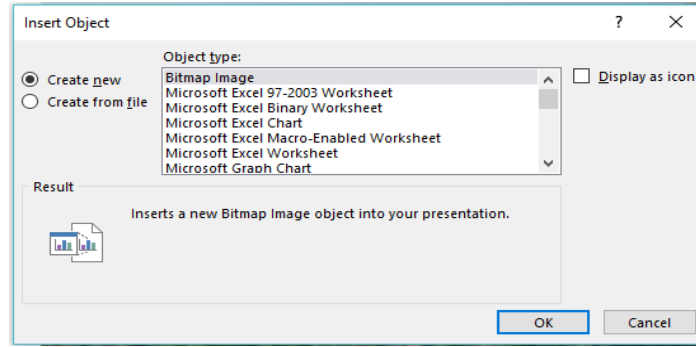 Insert Object
?
Object type:
Create new
Create from file
Bitmap Image
Microsoft Excel 97-2003 Worksheet
Microsoft Excel Binary Worksheet
Microsoft Excel Chart
Microsoft Excel Macro-Enabled Worksheet
Microsoft Excel Worksheet
Microsoft Graph Chart
Display as icon
Result
Inserts a new Bitmap Image object into your presentation.
OK
Cancel